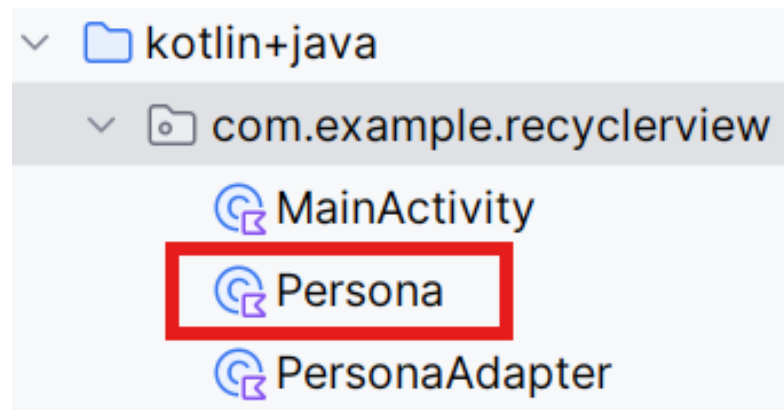 kotlin+java
com.example.recyclerview
MainActivity
Persona
PersonaAdapter